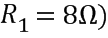 R₁ = 8Ω)